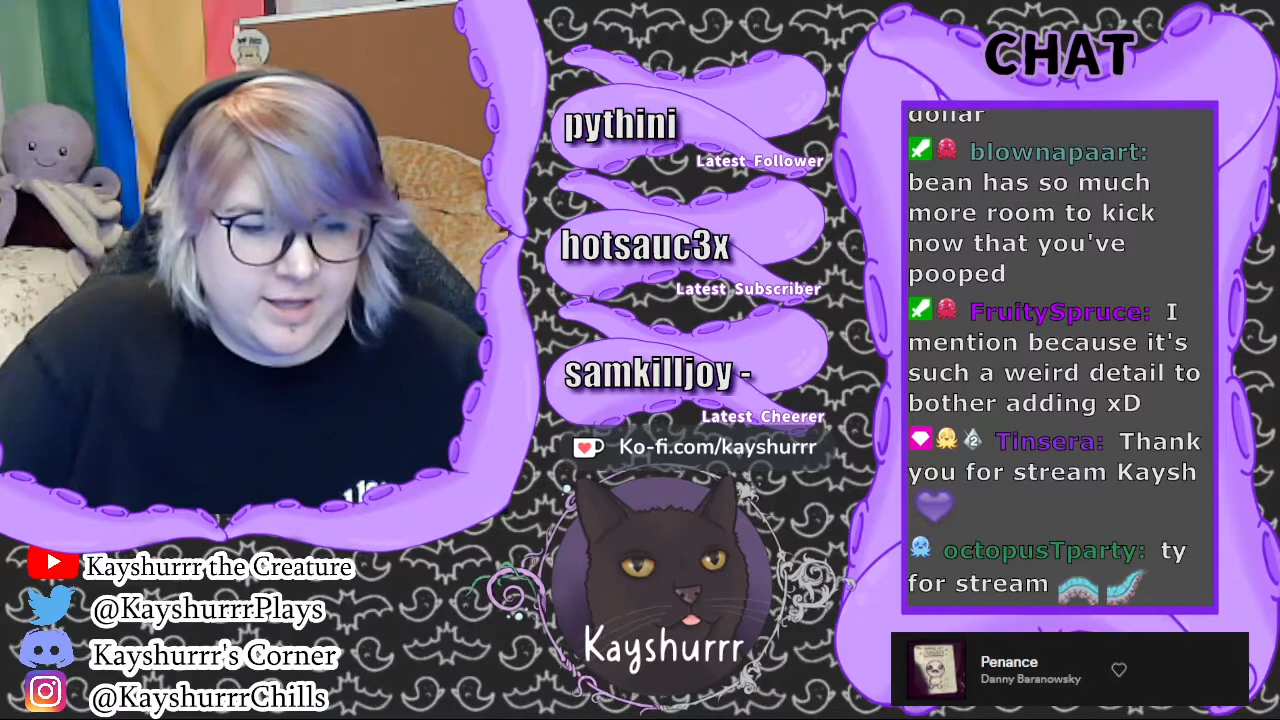 pythini
Latest Follower
hotsauc3x
Latest Subscriber
samkilljoy -
Latest Cheerer
Ko-fi.com/kayshurrr
Kayshurrr
Kayshurrr the Creature
@KayshurrrPlays
Kayshurrr's Corner
@KayshurrrChills
CHAT
dollar
blownapaart:
bean has so much
more room to kick
now that you've
pooped
FruitySpruce: I
mention because it's
such a weird detail to
bother adding xD
2 Tinsera: Thank
you for stream Kaysh
octopusTparty: ty
for stream
Penance
Danny Baranowsky